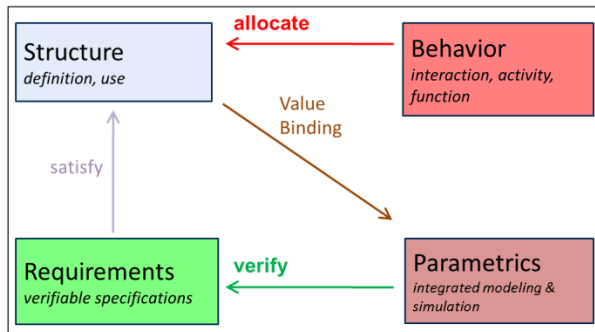 allocate
Structure
definition, use
Behavior
interaction, activity,
function
Value
Binding
satisfy
Requirements
verifiable specifications
verify
Parametrics
integrated modeling &
simulation